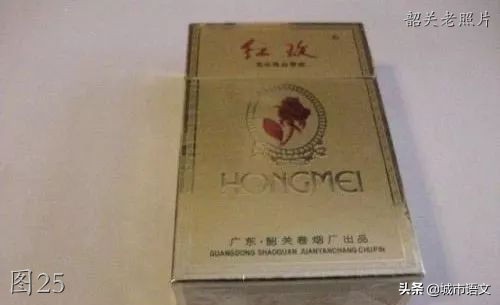 韶关老照片
红玫
HONGMEI
广东·韶关卷烟厂出品
GUANGDONG SHAOGUAN JUANYANCHANG CHUPIN
图25
头条 @城市语文